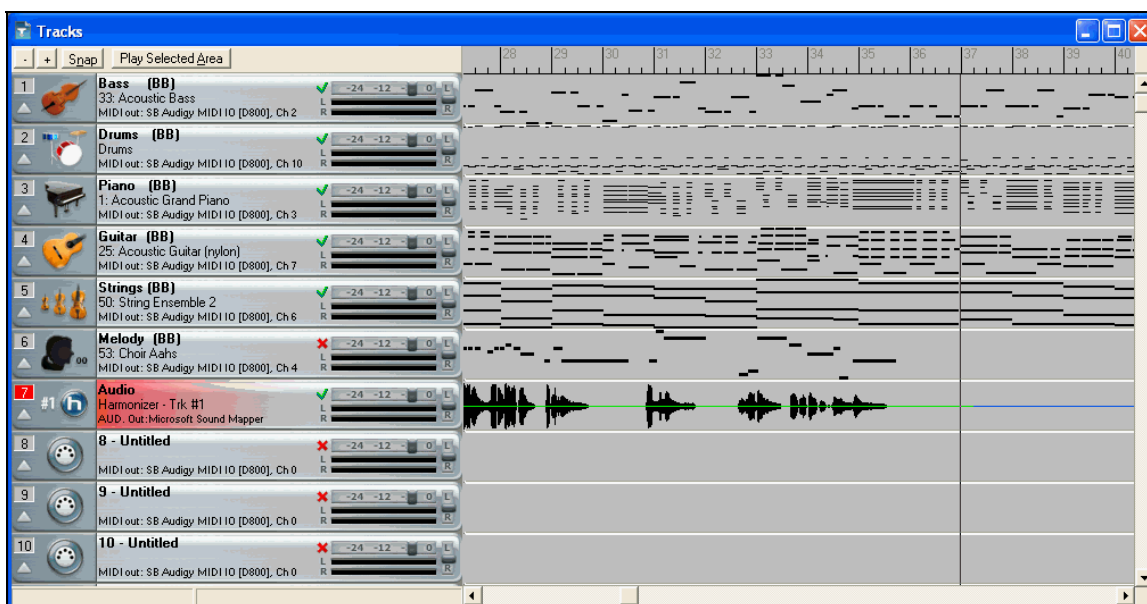 Tracks
- + Snap Play Selected Area
28 29 30 31 32 33 34 35 36 37 38 39 40
1 Bass (BB)
33: Acoustic Bass
MIDI out: SB Audigy MIDI IO [D800], Ch 2
-24 -12 - 0 L
L
R R
2 Drums (BB)
Drums
MIDI out: SB Audigy MIDI IO [D800], Ch 10
-24 -12 - 0 L
L
R R
3 Piano (BB)
1: Acoustic Grand Piano
MIDI out: SB Audigy MIDI IO [D800], Ch 3
-24 -12 - 0 L
L
R R
4 Guitar (BB)
25: Acoustic Guitar (nylon)
MIDI out: SB Audigy MIDI IO [D800], Ch 7
-24 -12 - 0 L
L
R R
5 Strings (BB)
50: String Ensemble 2
MIDI out: SB Audigy MIDI IO [D800], Ch 6
-24 -12 - 0 L
L
R R
6 Melody (BB)
53: Choir Aahs
MIDI out: SB Audigy MIDI IO [D800], Ch 4
-24 -12 - 0 L
L
R R
7 Audio
#1 h Harmonizer - Trk #1
AUD. Out:Microsoft Sound Mapper
-24 -12 - 0 L
L
R R
8 8 - Untitled
MIDI out: SB Audigy MIDI IO [D800], Ch 0
-24 -12 - 0 L
L
R R
9 9 - Untitled
MIDI out: SB Audigy MIDI IO [D800], Ch 0
-24 -12 - 0 L
L
R R
10 10 - Untitled
MIDI out: SB Audigy MIDI IO [D800], Ch 0
-24 -12 - 0 L
L
R R